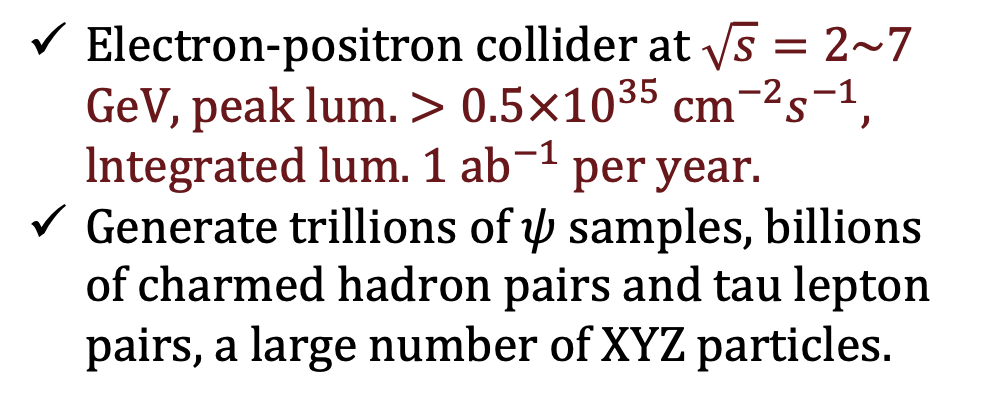 ✓ Electron-positron collider at √s = 2~7
GeV, peak lum. > 0.5×10³⁵ cm⁻²s⁻¹,
Integrated lum. 1 ab⁻¹ per year.
✓ Generate trillions of ψ samples, billions
of charmed hadron pairs and tau lepton
pairs, a large number of XYZ particles.